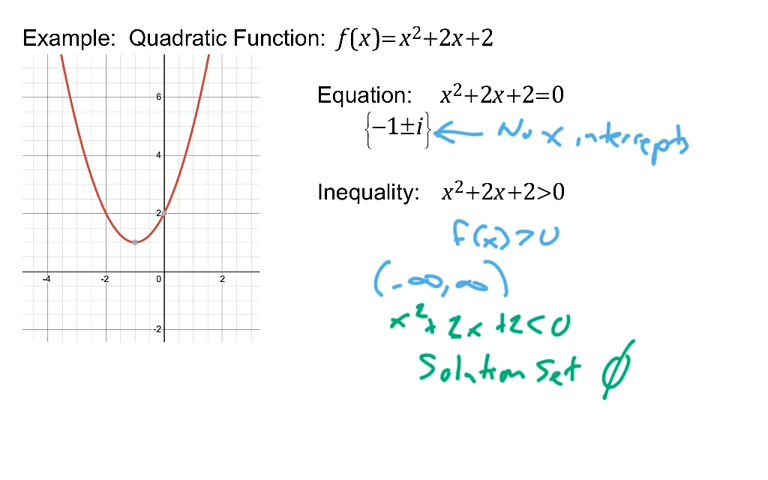 Example: Quadratic Function: f(x)=x²+2x+2
6
4
2
-4 -2 0 2
-2
Equation: x²+2x+2=0
{−1±i} ← No x intercepts
Inequality: x²+2x+2>0
f(x)>0
(-∞,∞)
x²+2x+2<0
Solution Set ∅